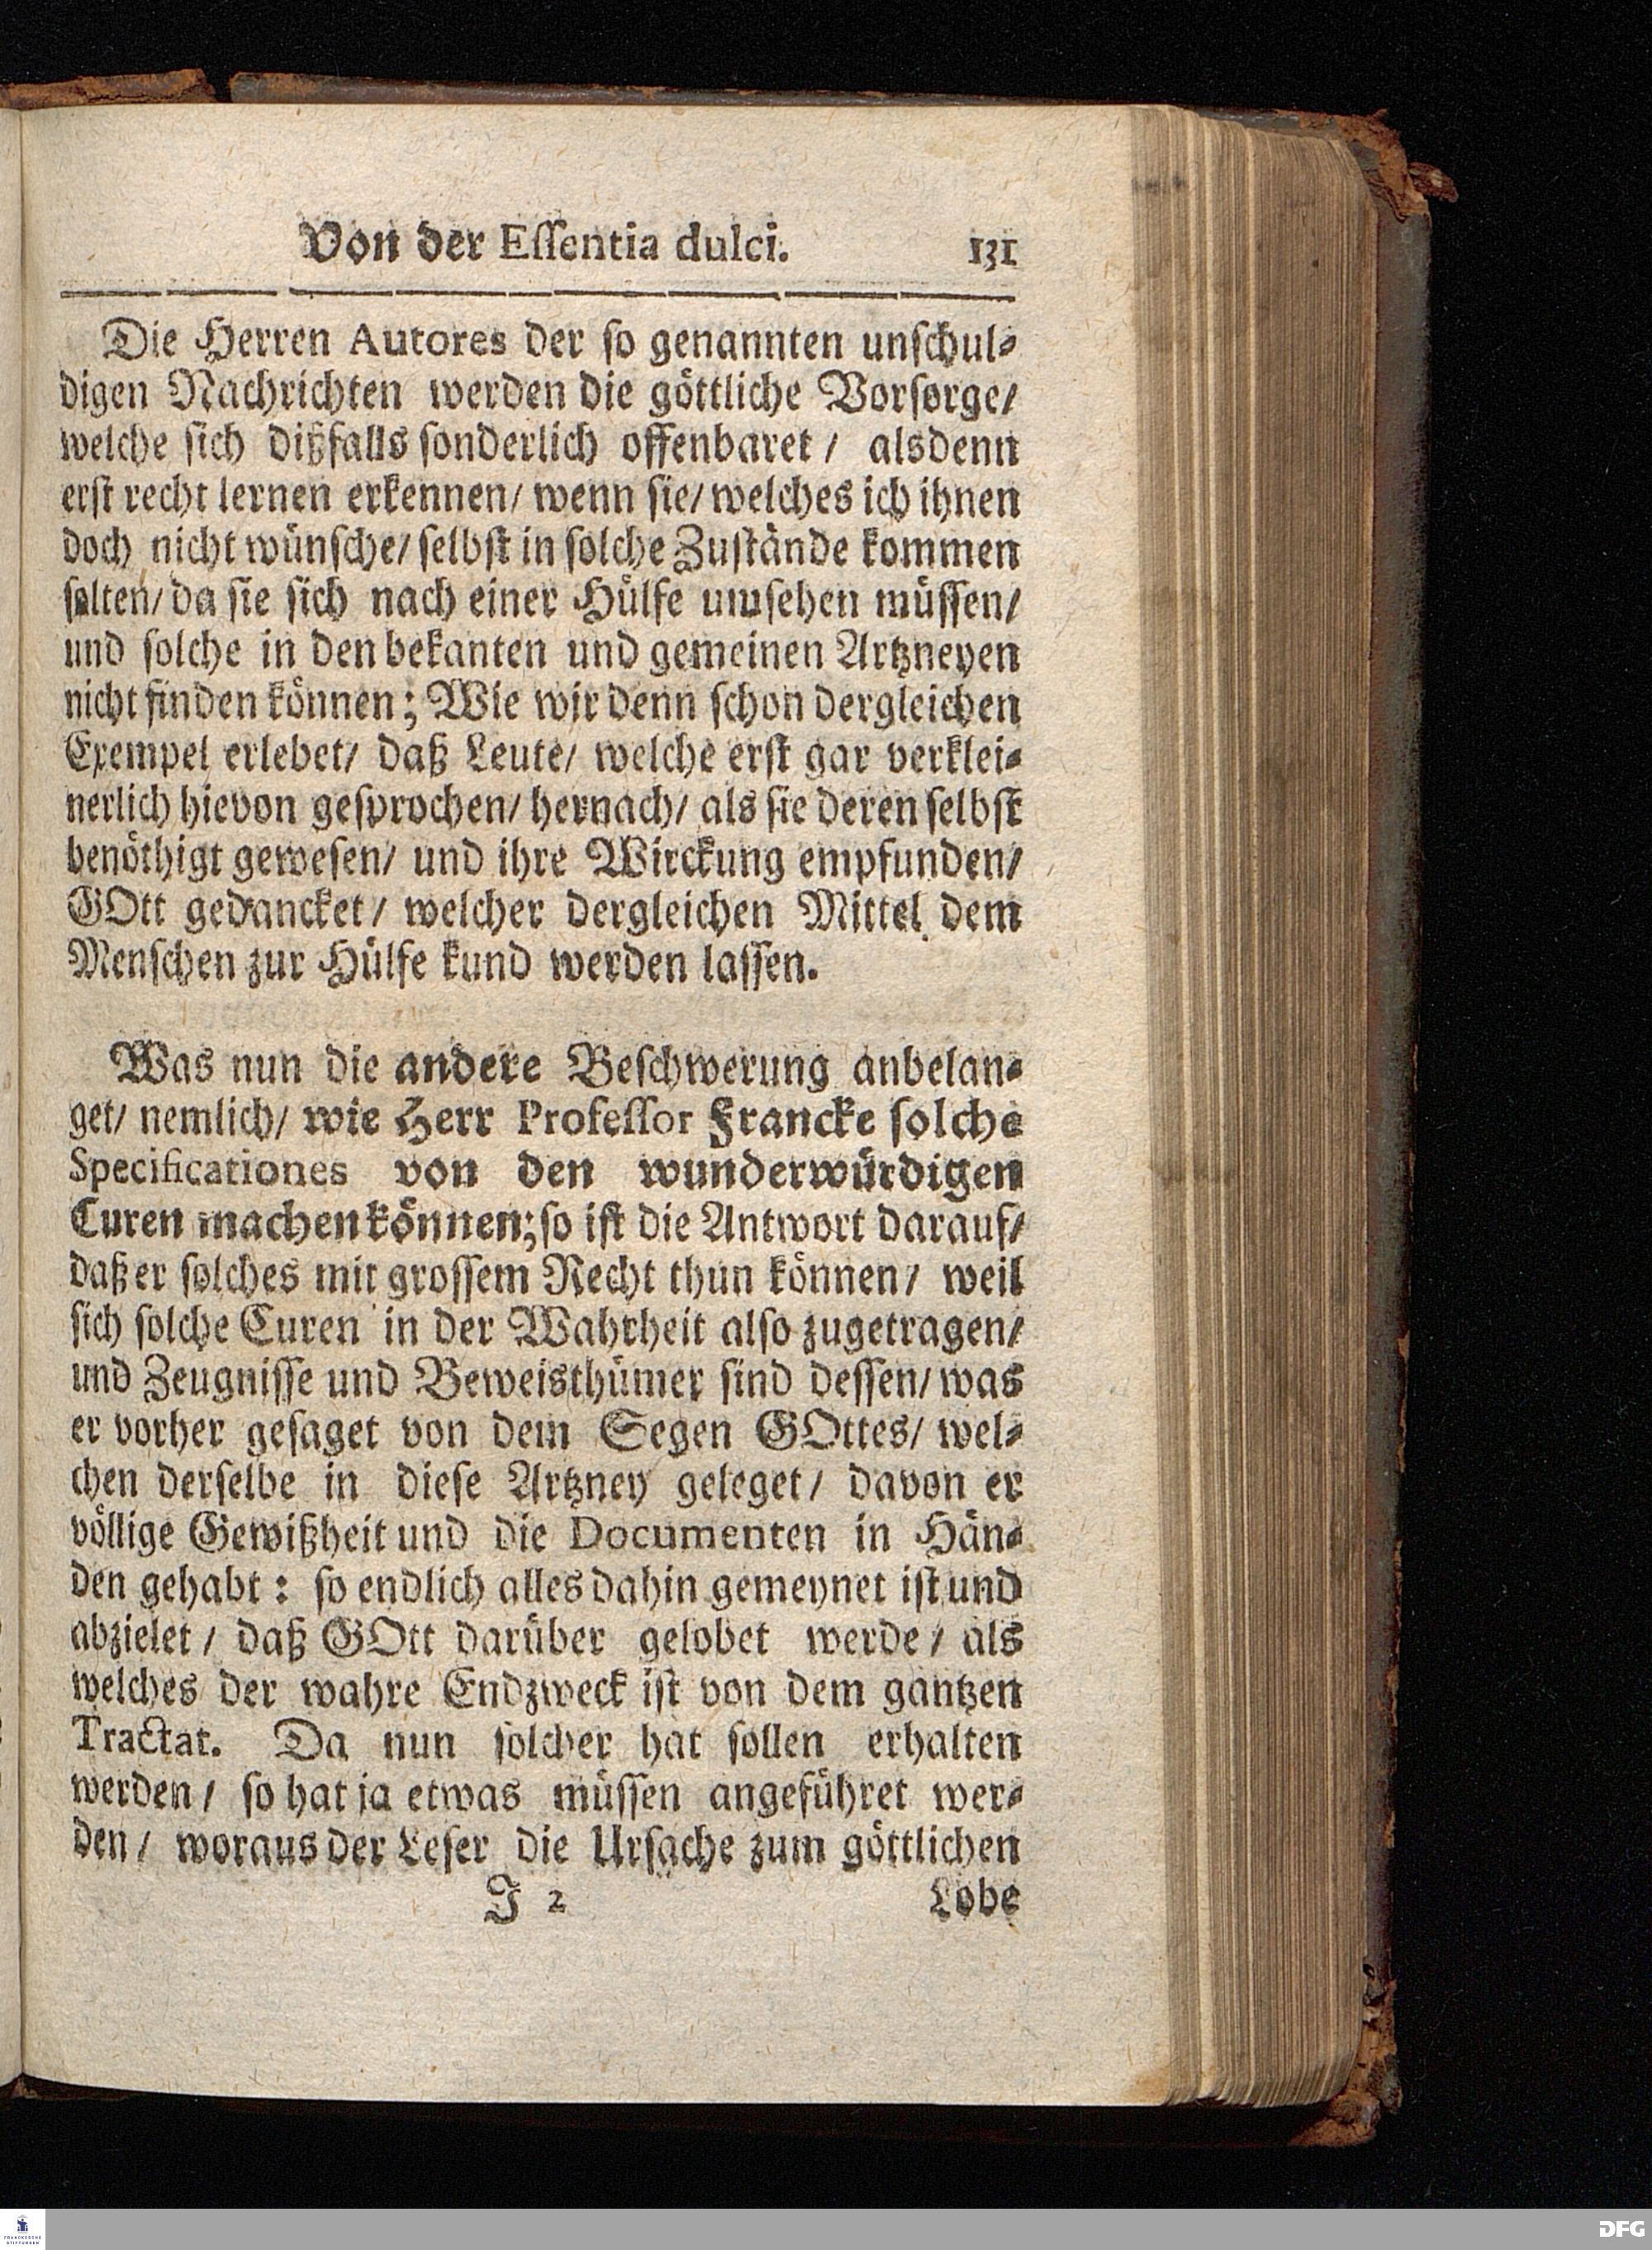 Von der Essentia dulci. 131
Die Herren Autores der so genannten unschul⸗
digen Nachrichten werden die göttliche Vorsorge/
welche sich dißfalls sonderlich offenbaret / alsdenn
erst recht lernen erkennen/ wenn sie/ welches ich ihnen
doch nicht wünsche/ selbst in solche Zustände kommen
solten/ da sie sich nach einer Hülfe umsehen müssen/
und solche in den bekanten und gemeinen Artzneyen
nicht finden können; Wie wir denn schon dergleichen
Exempel erlebet/ daß Leute/ welche erst gar verklei⸗
nerlich hievon gesprochen/ hernach/ als sie deren selbst
benöthigt gewesen/ und ihre Wirckung empfunden/
GOtt gedancket/ welcher dergleichen Mittel dem
Menschen zur Hülfe kund werden lassen.
Was nun die andere Beschwerung anbelan⸗
get/ nemlich/ wie Herr Professor Francke solche
Specificationes von den wunderwürdigen
Curen machen können; so ist die Antwort darauf/
daß er solches mit grossem Recht thun können/ weil
sich solche Curen in der Wahrheit also zugetragen/
und Zeugnisse und Beweisthümer sind dessen/ was
er vorher gesaget von dem Segen GOttes/ wel⸗
chen derselbe in diese Artzney geleget/ davon er
völlige Gewißheit und die Documenten in Hän⸗
den gehabt: so endlich alles dahin gemeynet ist und
abzielet / daß GOtt darüber gelobet werde / als
welches der wahre Endzweck ist von dem gantzen
Tractat. Da nun solcher hat sollen erhalten
werden / so hat ja etwas müssen angeführet wer⸗
den / woraus der Leser die Ursache zum göttlichen
J 2 Lobe
FRANCKESCHE
STIFTUNGEN
DFG